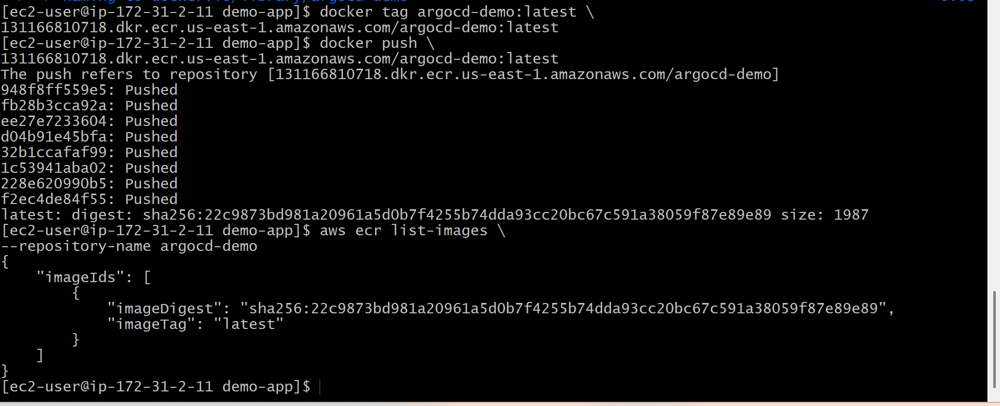 [ec2-user@ip-172-31-2-11 demo-app]$ docker tag argocd-demo:latest \
131166810718.dkr.ecr.us-east-1.amazonaws.com/argocd-demo:latest
[ec2-user@ip-172-31-2-11 demo-app]$ docker push \
131166810718.dkr.ecr.us-east-1.amazonaws.com/argocd-demo:latest
The push refers to repository [131166810718.dkr.ecr.us-east-1.amazonaws.com/argocd-demo]
948f8ff559e5: Pushed
fb28b3cca92a: Pushed
ee27e7233604: Pushed
d04b91e45bfa: Pushed
32b1ccafaf99: Pushed
1c53941aba02: Pushed
228e620990b5: Pushed
f2ec4de84f55: Pushed
latest: digest: sha256:22c9873bd981a20961a5d0b7f4255b74dda93cc20bc67c591a38059f87e89e89 size: 1987
[ec2-user@ip-172-31-2-11 demo-app]$ aws ecr list-images \
--repository-name argocd-demo
{
    "imageIds": [
        {
            "imageDigest": "sha256:22c9873bd981a20961a5d0b7f4255b74dda93cc20bc67c591a38059f87e89e89",
            "imageTag": "latest"
        }
    ]
}
[ec2-user@ip-172-31-2-11 demo-app]$